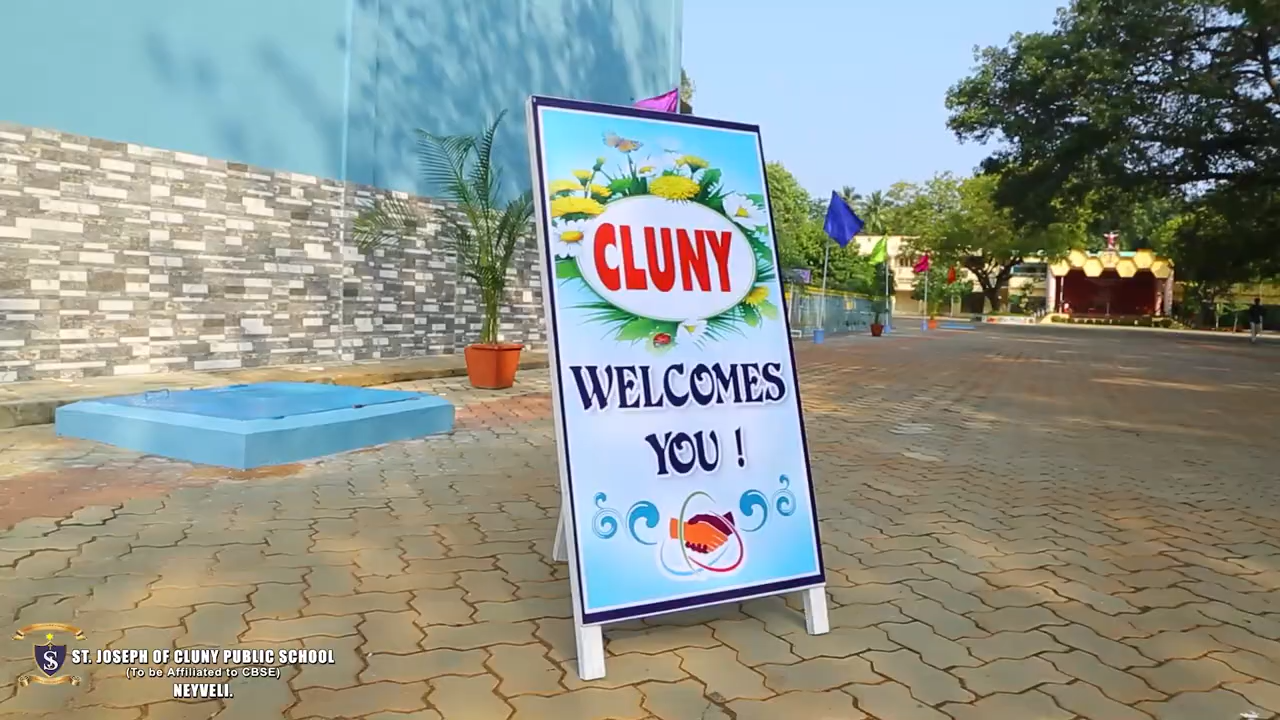 CLUNY
WELCOMES
YOU !
S
ST. JOSEPH OF CLUNY PUBLIC SCHOOL
(To be Affiliated to CBSE)
NEYVELI.